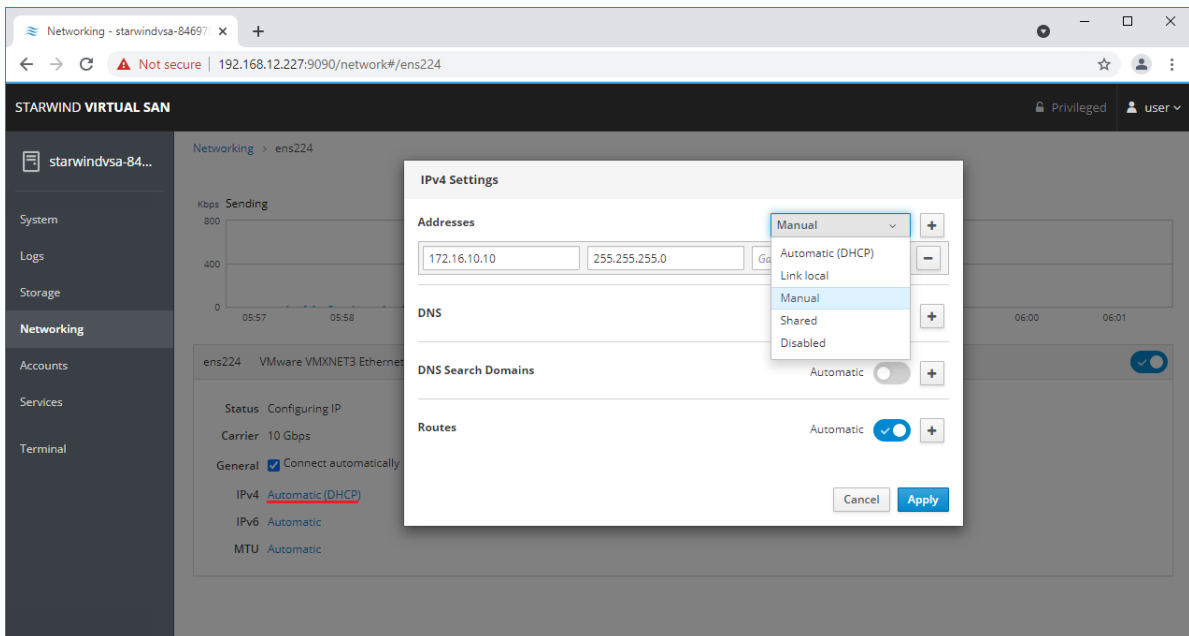 Networking - starwindvsa-84697
Not secure | 192.168.12.227:9090/network#/ens224
STARWIND VIRTUAL SAN
Privileged
user
starwindvsa-84...
System
Logs
Storage
Networking
Accounts
Services
Terminal
Networking > ens224
Kbps Sending
800
400
0
05:57 05:58 06:00 06:01
ens224 VMware VMXNET3 Ethernet
Status Configuring IP
Carrier 10 Gbps
General Connect automatically
IPv4 Automatic (DHCP)
IPv6 Automatic
MTU Automatic
IPv4 Settings
Addresses Manual
172.16.10.10 255.255.255.0
Automatic (DHCP)
Link local
Manual
Shared
Disabled
DNS
DNS Search Domains Automatic
Routes Automatic
Cancel Apply